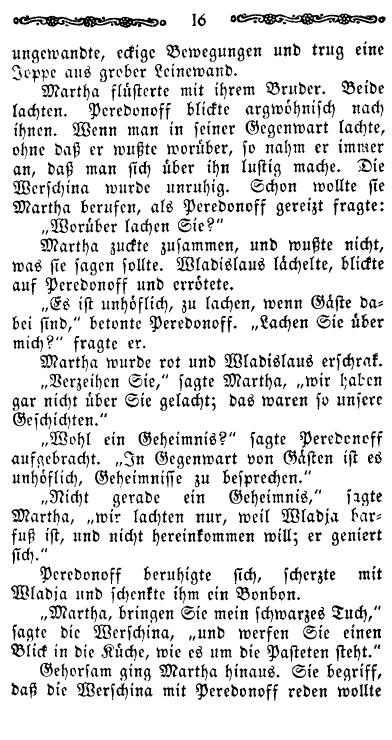 16
ungewandte, eckige Bewegungen und trug eine
Joppe aus grober Leinewand.
Martha flüsterte mit ihrem Bruder. Beide
lachten. Peredonoff blickte argwöhnisch nach
ihnen. Wenn man in seiner Gegenwart lachte,
ohne daß er wußte worüber, so nahm er immer
an, daß man sich über ihn lustig mache. Die
Werschina wurde unruhig. Schon wollte sie
Martha berufen, als Peredonoff gereizt fragte:
„Worüber lachen Sie?“
Martha zuckte zusammen, und wußte nicht,
was sie sagen sollte. Wladislaus lächelte, blickte
auf Peredonoff und errötete.
„Es ist unhöflich, zu lachen, wenn Gäste da-
bei sind,“ betonte Peredonoff. „Lachen Sie über
mich?“ fragte er.
Martha wurde rot und Wladislaus erschrak.
„Verzeihen Sie,“ sagte Martha, „wir haben
gar nicht über Sie gelacht; das waren so unsere
Geschichten.“
„Wohl ein Geheimnis?“ sagte Peredonoff
aufgebracht. „In Gegenwart von Gästen ist es
unhöflich, Geheimnisse zu besprechen.“
„Nicht gerade ein Geheimnis,“ sagte
Martha, „wir lachten nur, weil Wladja bar-
fuß ist, und nicht hereinkommen will; er geniert
sich.“
Peredonoff beruhigte sich, scherzte mit
Wladja und schenkte ihm ein Bonbon.
„Martha, bringen Sie mein schwarzes Tuch,“
sagte die Werschina, „und werfen Sie einen
Blick in die Küche, wie es um die Pasteten steht.“
Gehorsam ging Martha hinaus. Sie begriff,
daß die Werschina mit Peredonoff reden wollte